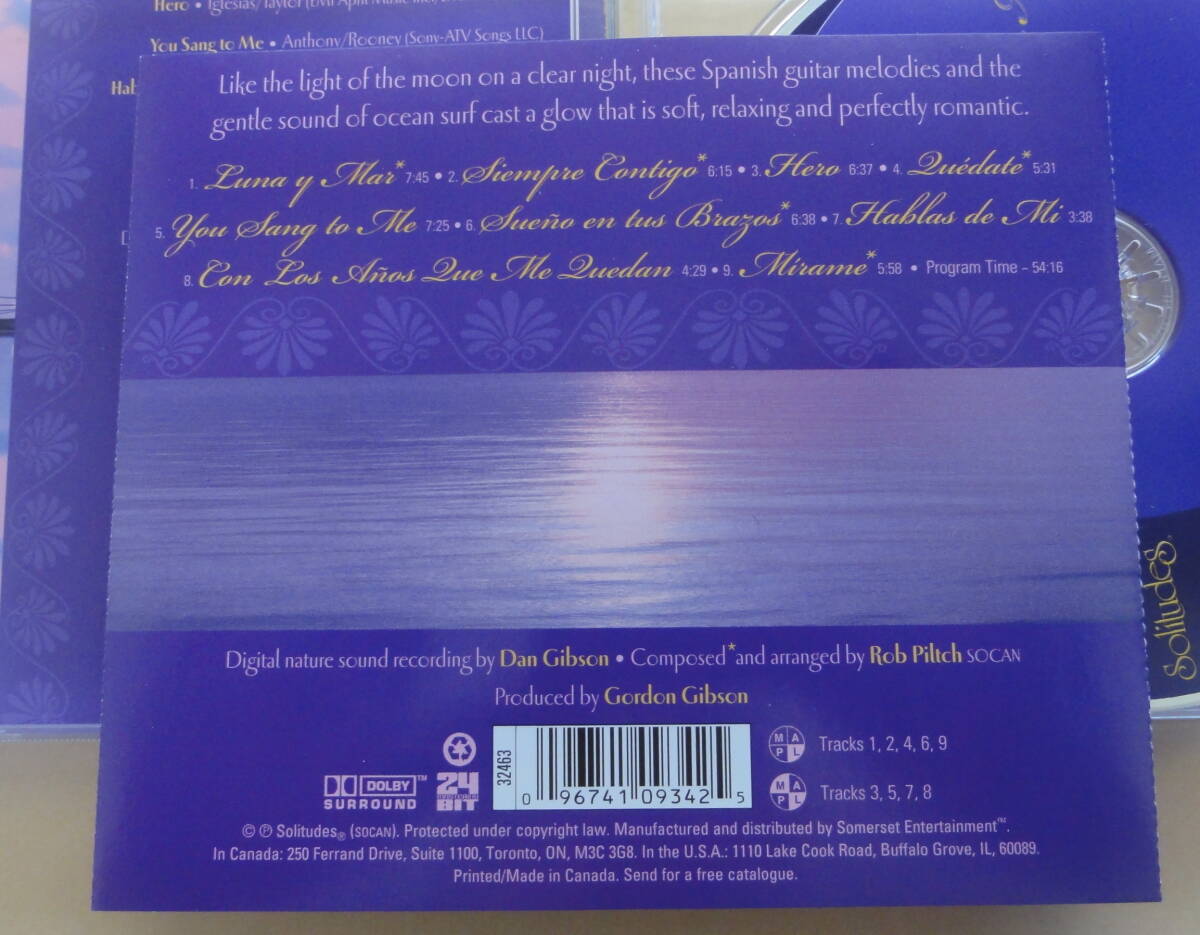 Hero • Iglesias/Taylor
You Sang to Me • Anthony/Rooney (Sony-ATV Songs LLC)
Hab
Like the light of the moon on a clear night, these Spanish guitar melodies and the
gentle sound of ocean surf cast a glow that is soft, relaxing and perfectly romantic.
1. Luna y Mar* 7:45 • 2. Siempre Contigo* 6:15 • 3. Hero 6:37 • 4. Quédate* 5:31
5. You Sang to Me 7:25 • 6. Sueño en tus Brazos* 6:38 • 7. Hablas de Mi 3:38
8. Con Los Años Que Me Quedan 4:29 • 9. Mírame* 5:58 • Program Time - 54:16
Solitudes
Digital nature sound recording by Dan Gibson • Composed* and arranged by Rob Piltch SOCAN
Produced by Gordon Gibson
DOLBY™
SURROUND
24
BIT
32463
0 96741 09342 5
M A P L Tracks 1, 2, 4, 6, 9
M A P L Tracks 3, 5, 7, 8
© ℗ Solitudes® (SOCAN). Protected under copyright law. Manufactured and distributed by Somerset Entertainment™.
In Canada: 250 Ferrand Drive, Suite 1100, Toronto, ON, M3C 3G8. In the U.S.A.: 1110 Lake Cook Road, Buffalo Grove, IL, 60089.
Printed/Made in Canada. Send for a free catalogue.